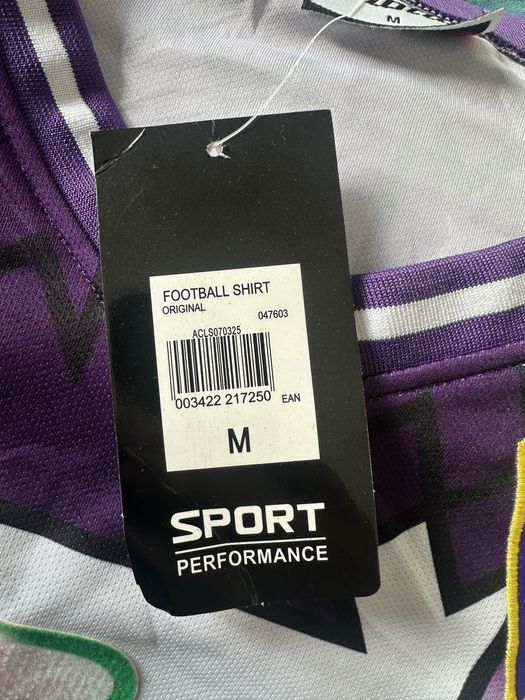 M
FOOTBALL SHIRT
ORIGINAL
047603
ACLS070325
003422 217250 EAN
M
SPORT
PERFORMANCE